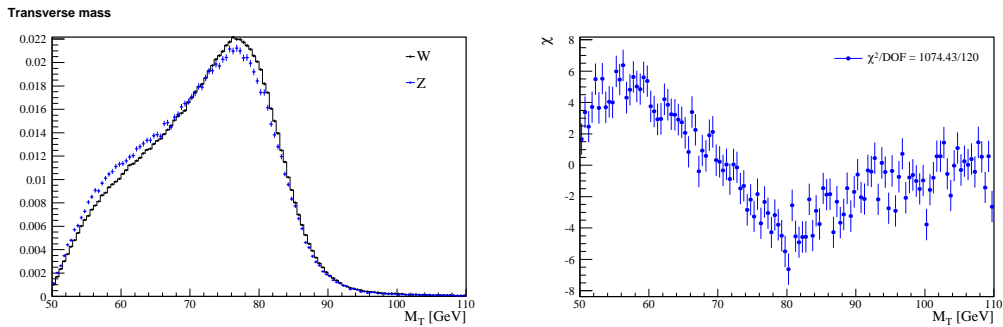 Transverse mass
0.022
0.02
0.018
0.016
0.014
0.012
0.01
0.008
0.006
0.004
0.002
0
W
Z
50 60 70 80 90 100 110
M_T [GeV]
χ
8
6
4
2
0
-2
-4
-6
-8
χ²/DOF = 1074.43/120
50 60 70 80 90 100 110
M_T [GeV]